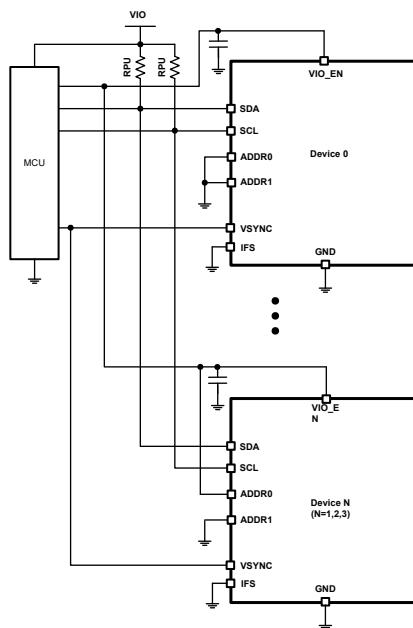 VIO
RPU
RPU
VIO_EN
MCU
SDA
SCL
Device 0
ADDR0
ADDR1
VSYNC
IFS
GND
VIO_E
N
SDA
SCL
ADDR0
Device N
(N=1,2,3)
ADDR1
VSYNC
IFS
GND